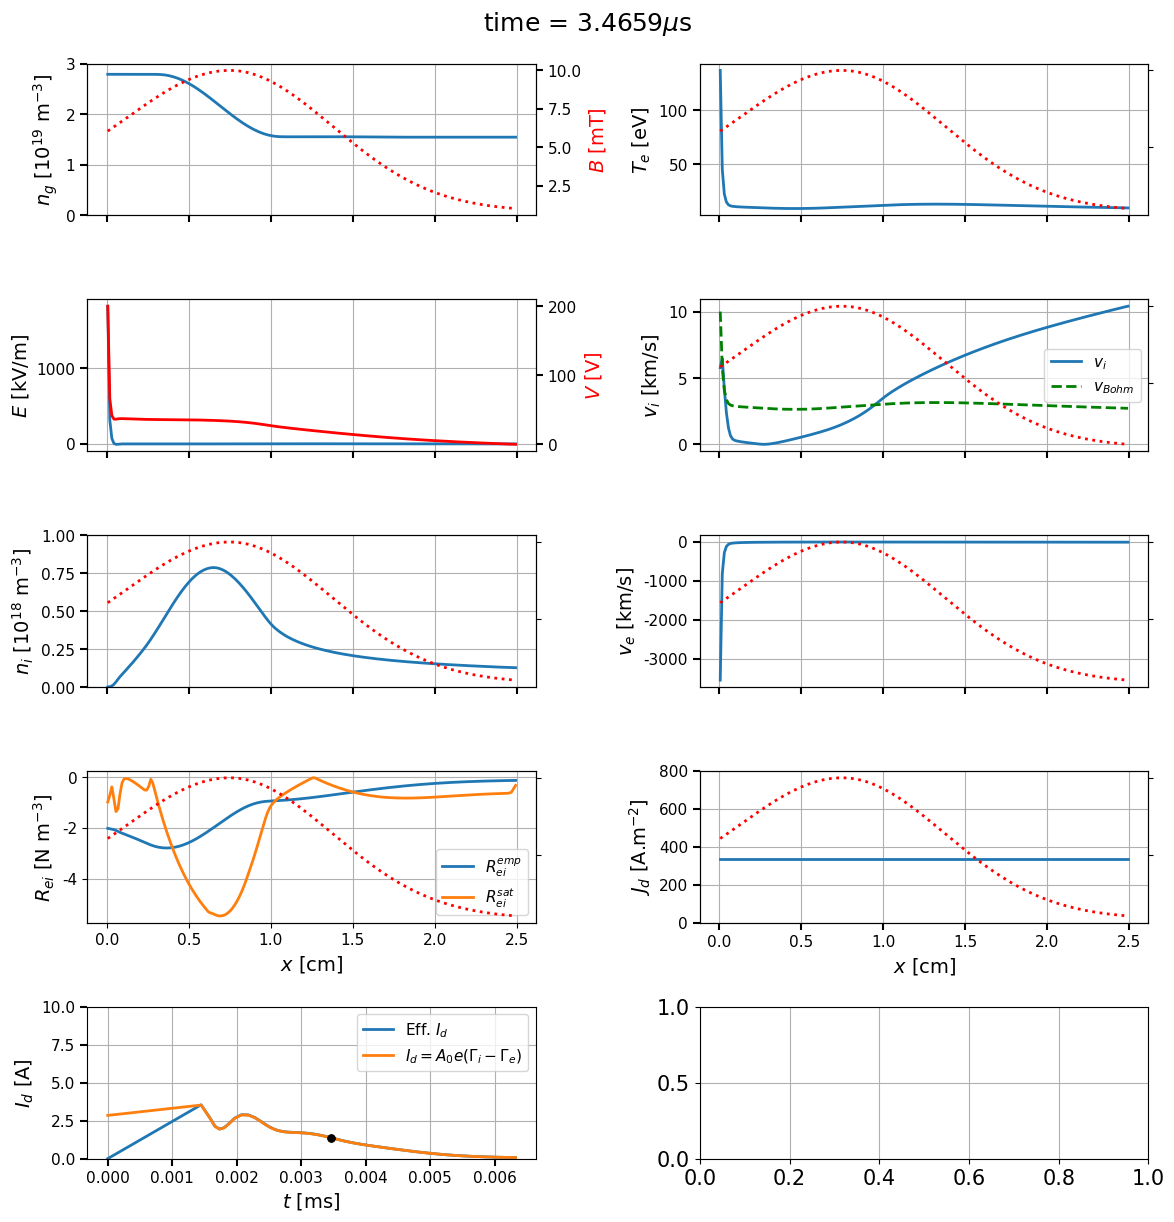 time = 3.4659μs
3
2
1
0
n_g [10^19 m^−3]
10.0
7.5
5.0
2.5
B [mT]
100
50
T_e [eV]
1000
0
E [kV/m]
200
100
0
V [V]
10
5
0
v_i [km/s]
v_i
v_Bohm
1.00
0.75
0.50
0.25
0.00
n_i [10^18 m^−3]
0
-1000
-2000
-3000
v_e [km/s]
0
-2
-4
R_ei [N m^−3]
R_ei^emp
R_ei^sat
0.0 0.5 1.0 1.5 2.0 2.5
x [cm]
800
600
400
200
0
J_d [A.m^−2]
0.0 0.5 1.0 1.5 2.0 2.5
x [cm]
10.0
7.5
5.0
2.5
0.0
I_d [A]
Eff. I_d
I_d = A_0e(Γ_i − Γ_e)
0.000 0.001 0.002 0.003 0.004 0.005 0.006
t [ms]
1.0
0.5
0.0
0.0 0.2 0.4 0.6 0.8 1.0